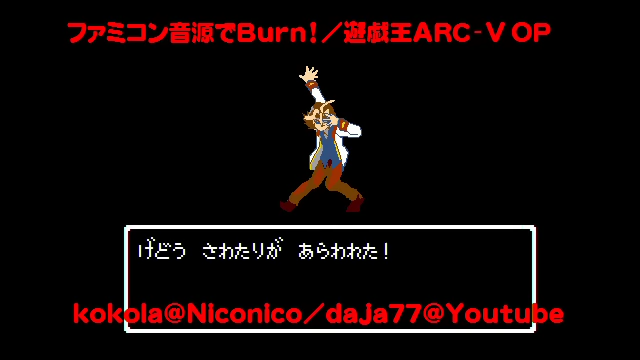 ファミコン音源でBurn!／遊戯王ARC-V OP
げどう さわたりが あらわれた!
kokola@Niconico/daja77@Youtube